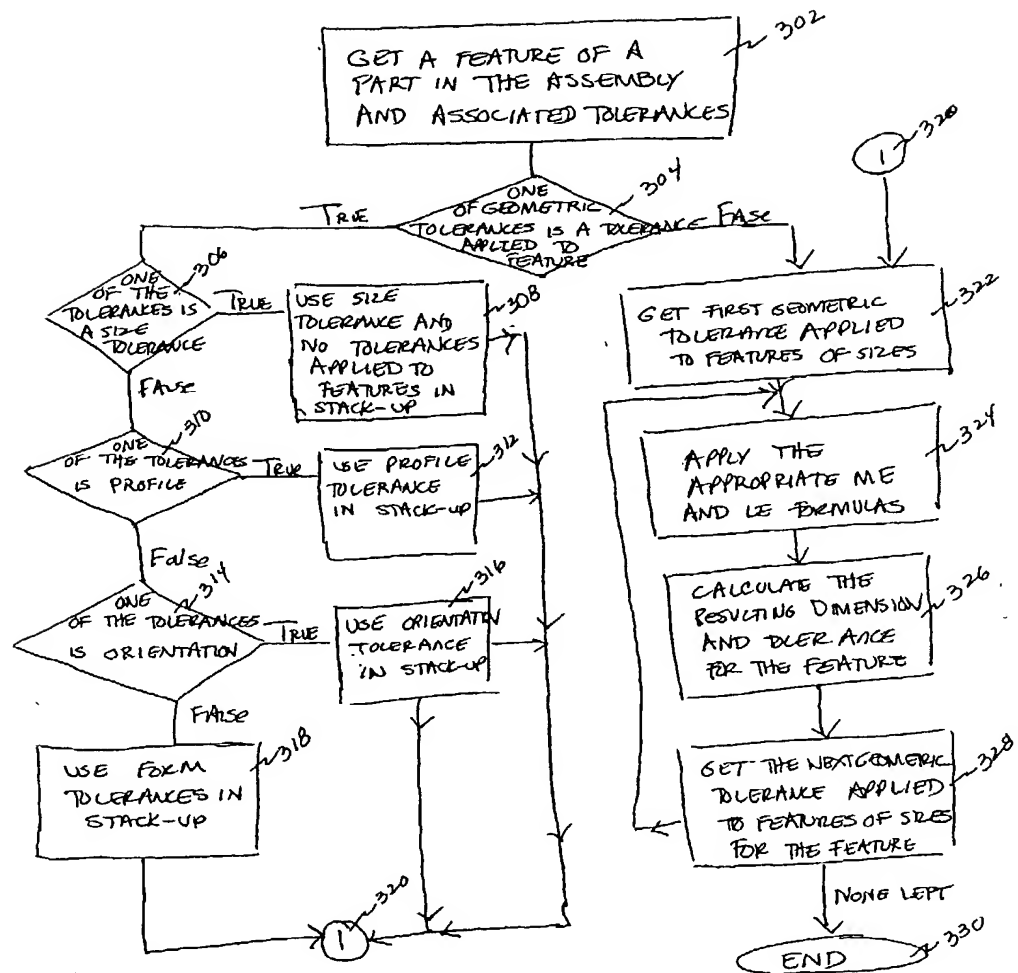 302
GET A FEATURE OF A
PART IN THE ASSEMBLY
AND ASSOCIATED TOLERANCES
1
320
304
ONE
OF GEOMETRIC
TOLERANCES IS A TOLERANCE
APPLIED TO
FEATURE
TRUE
FAlSe
306
ONE
OF THE
TOLERANCES IS
A SIZE
TOLERANCE
TRUE
308
USE SIZE
TOLERANCE AND
NO TOLERANCES
APPLIED TO
FEATURES IN
STACK-UP
322
GET FIRST GEOMETRIC
TOLERANCE APPLIED
TO FEATURES OF SIZES
FAlse
310
ONE
OF THE TOLERANCES
IS PROFILE
TRUE
312
USE PROFILE
TOLERANCE
IN STACK-UP
324
APPLY THE
APPROPRIATE ME
AND LE FORMULAS
False
314
ONE
OF THE TOLERANCES
IS ORIENTATION
TRUE
316
USE ORIENTATIN
TOLERANCE
IN STACK-UP
326
CALCULATE THE
RESULTING DIMENSION
AND TOLERANCE
FOR THE FEATURE
FAlse
318
USE FORM
TOLERANCES IN
STACK-UP
328
GET THE NEXT GEOMERIC
TOLERANCE APPLIED
TO FEATURES OF SIZES
FOR THE FEATURE
NONE LEFT
1
320
END
330